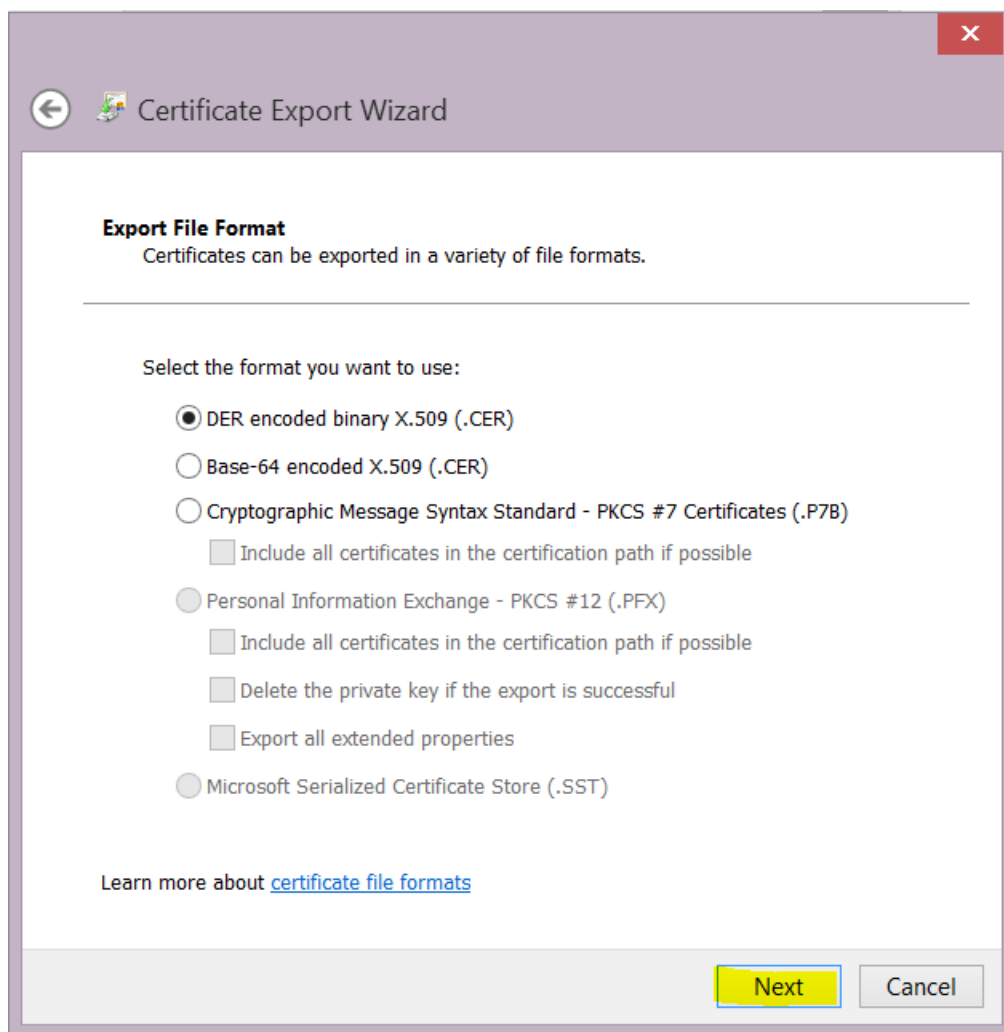 Certificate Export Wizard
Export File Format
Certificates can be exported in a variety of file formats.
Select the format you want to use:
DER encoded binary X.509 (.CER)
Base-64 encoded X.509 (.CER)
Cryptographic Message Syntax Standard - PKCS #7 Certificates (.P7B)
Include all certificates in the certification path if possible
Personal Information Exchange - PKCS #12 (.PFX)
Include all certificates in the certification path if possible
Delete the private key if the export is successful
Export all extended properties
Microsoft Serialized Certificate Store (.SST)
Learn more about certificate file formats
Next Cancel